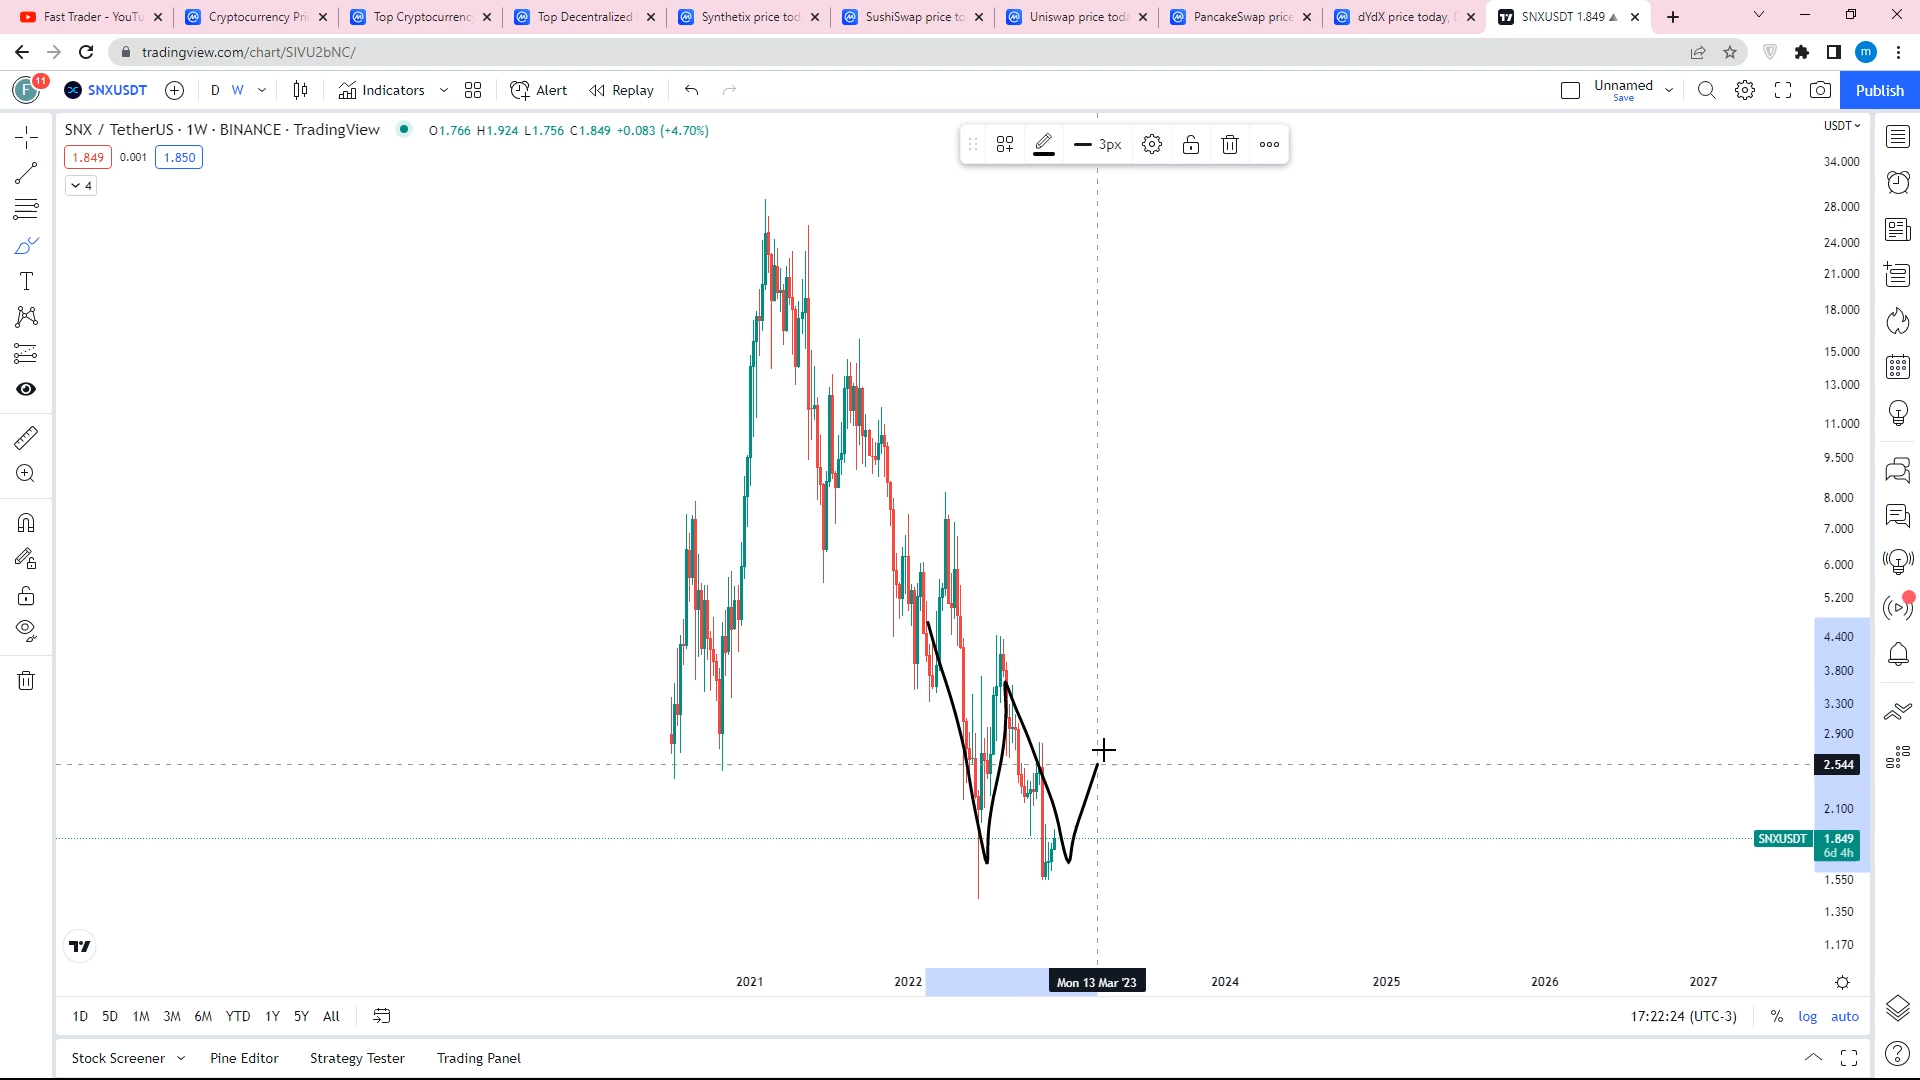 Fast Trader - YouTu
Cryptocurrency Pri
Top Cryptocurrenc
Top Decentralized
Synthetix price tod
SushiSwap price to
Uniswap price toda
PancakeSwap price
dYdX price today, D
SNXUSDT 1.849 ▲
tradingview.com/chart/SIVU2bNC/
m
F 11
SNXUSDT
D W
Indicators
Alert
Replay
Unnamed
Save
Publish
SNX / TetherUS · 1W · BINANCE · TradingView
O1.766 H1.924 L1.756 C1.849 +0.083 (+4.70%)
1.849 0.001 1.850
4
3px
USDT
34.000
28.000
24.000
21.000
18.000
15.000
13.000
11.000
9.500
8.000
7.000
6.000
5.200
4.400
3.800
3.300
2.900
2.544
2.100
SNXUSDT 1.849
6d 4h
1.550
1.350
1.170
2021 2022 Mon 13 Mar '23 2024 2025 2026 2027
1D 5D 1M 3M 6M YTD 1Y 5Y All
17:22:24 (UTC-3) % log auto
Stock Screener Pine Editor Strategy Tester Trading Panel